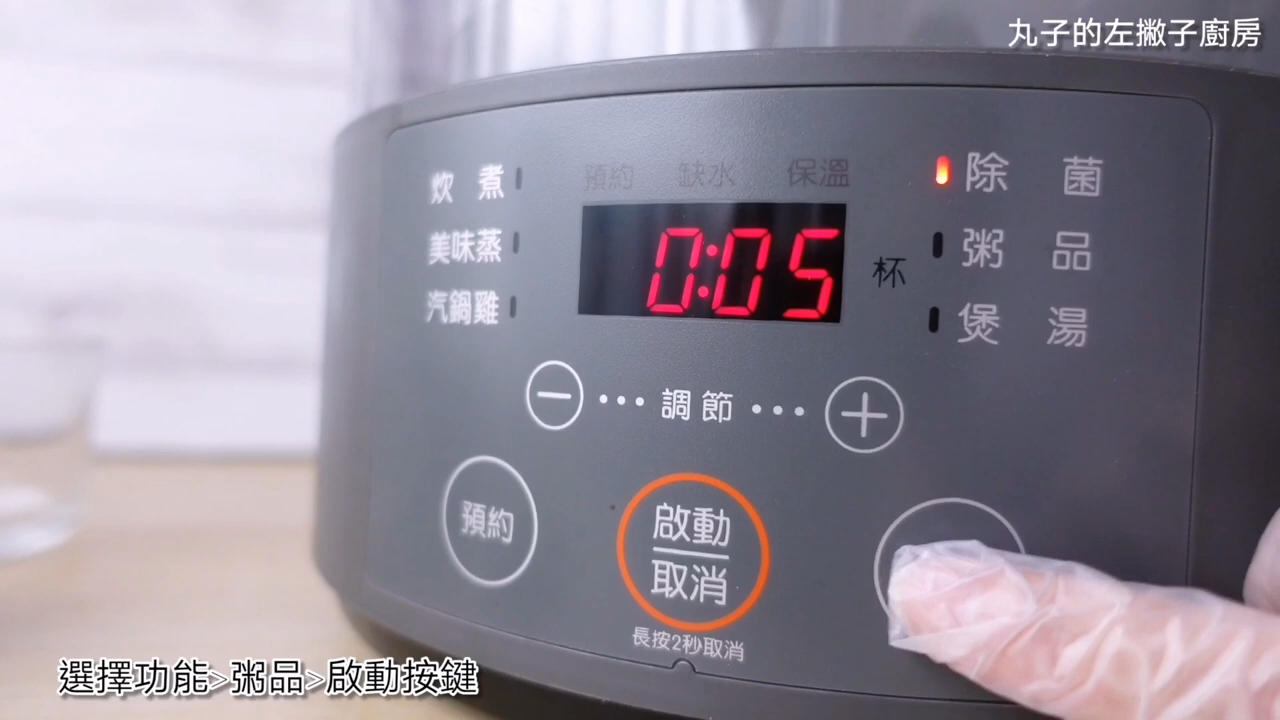 丸子的左撇子廚房
炊煮
預約 缺水 保溫
除菌
美味蒸
0:05
杯
粥品
汽鍋雞
煲湯
− ••• 調節 ••• +
預約
啟動
取消
長按2秒取消
選擇功能>粥品>啟動按鍵